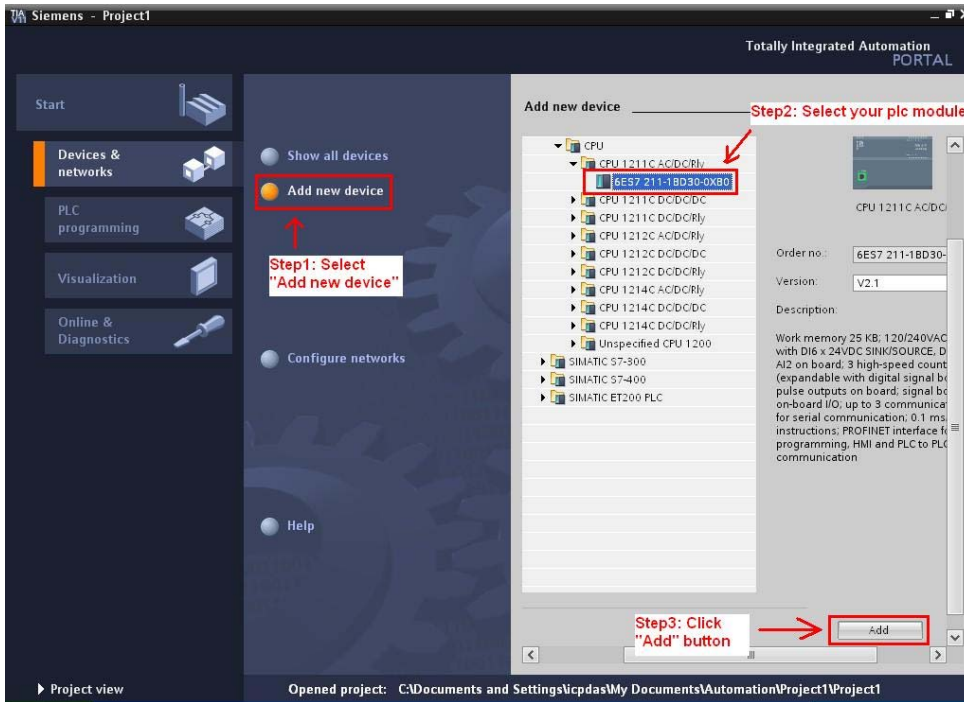 Siemens - Project1
Totally Integrated Automation
PORTAL
Start
Devices &
networks
PLC
programming
Visualization
Online &
Diagnostics
Show all devices
Add new device
Step1: Select
"Add new device"
Configure networks
Help
Add new device
Step2: Select your plc module
CPU
CPU 1211C AC/DC/Rly
6ES7 211-1BD30-0XB0
CPU 1211C DC/DC/DC
CPU 1211C DC/DC/Rly
CPU 1212C AC/DC/Rly
CPU 1212C DC/DC/DC
CPU 1212C DC/DC/Rly
CPU 1214C AC/DC/Rly
CPU 1214C DC/DC/DC
CPU 1214C DC/DC/Rly
Unspecified CPU 1200
SIMATIC S7-300
SIMATIC S7-400
SIMATIC ET200 PLC
CPU 1211C AC/DC/
Order no.: 6ES7 211-1BD30-
Version: V2.1
Description:
Work memory 25 KB; 120/240VAC
with DI6 x 24VDC SINK/SOURCE, D
AI2 on board; 3 high-speed count
(expandable with digital signal bo
pulse outputs on board; signal bo
on-board I/O; up to 3 communica
for serial communication; 0.1 ms
instructions; PROFINET interface fo
programming, HMI and PLC to PLC
communication
Step3: Click
"Add" button
Add
Project view
Opened project: C:\Documents and Settings\icpdas\My Documents\Automation\Project1\Project1